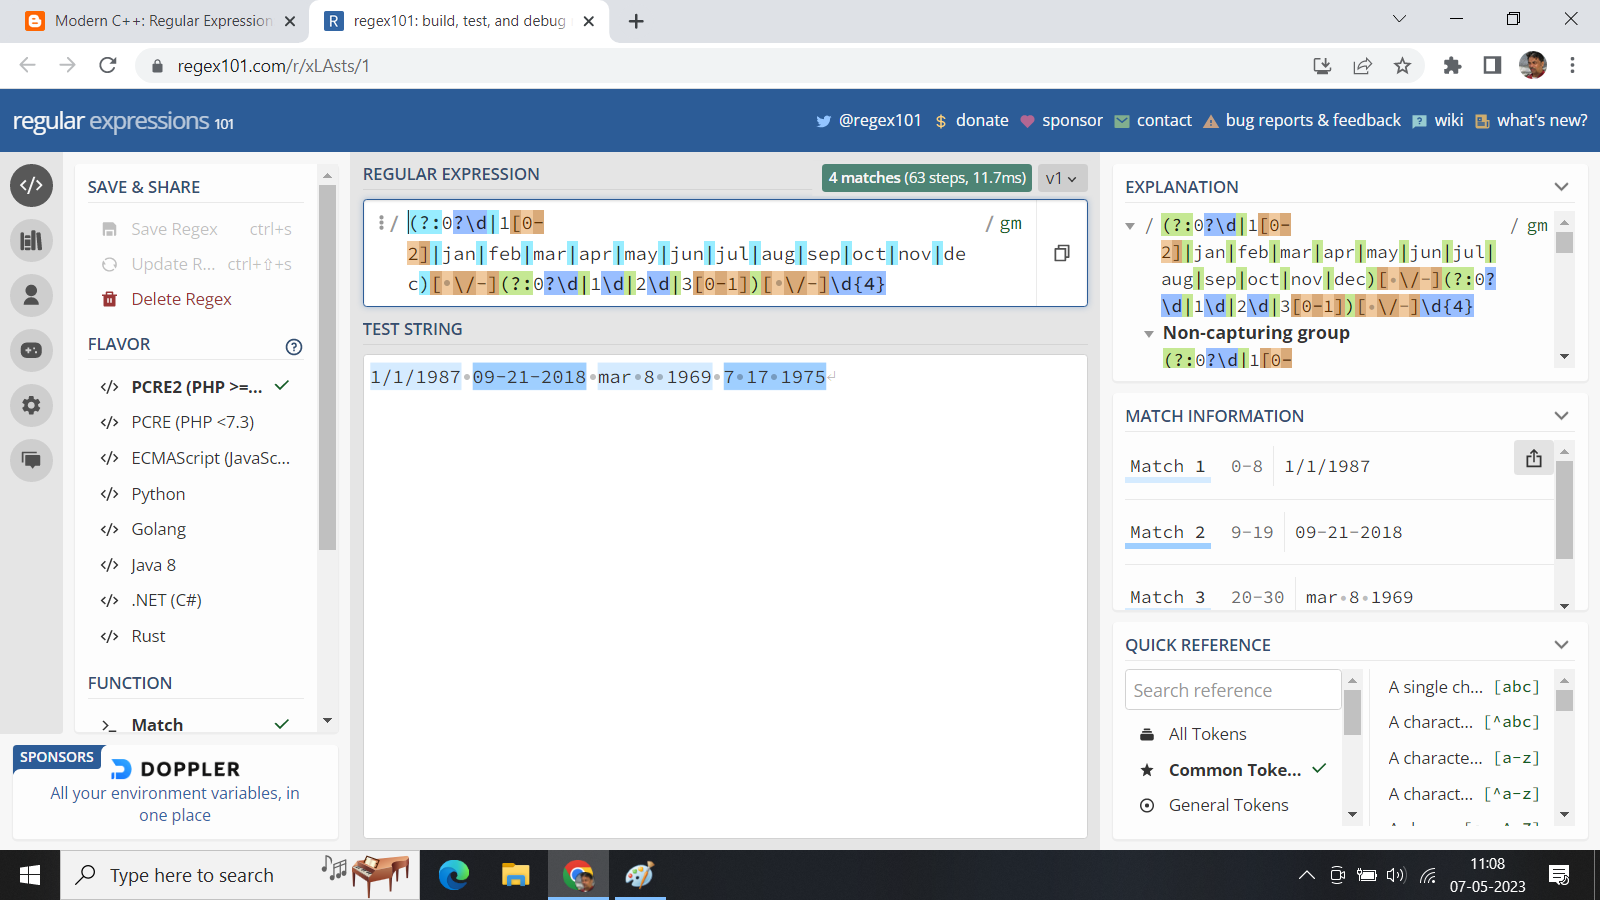 Modern C++: Regular Expression
regex101: build, test, and debug
regex101.com/r/xLAsts/1
regular expressions 101
@regex101
$ donate
sponsor
contact
bug reports & feedback
wiki
what's new?
SAVE & SHARE
Save Regex ctrl+s
Update R... ctrl+⇧+s
Delete Regex
FLAVOR
</> PCRE2 (PHP >=...
</> PCRE (PHP <7.3)
</> ECMAScript (JavaSc...
</> Python
</> Golang
</> Java 8
</> .NET (C#)
</> Rust
FUNCTION
Match
SPONSORS
DOPPLER
All your environment variables, in
one place
REGULAR EXPRESSION
4 matches (63 steps, 11.7ms)
v1
/ (?:0?\d|1[0-
2]|jan|feb|mar|apr|may|jun|jul|aug|sep|oct|nov|de
c)[ \/-](?:0?\d|1\d|2\d|3[0-1])[ \/-]\d{4}
/ gm
TEST STRING
1/1/1987 09-21-2018 mar 8 1969 7 17 1975
EXPLANATION
/ (?:0?\d|1[0-
2]|jan|feb|mar|apr|may|jun|jul|
aug|sep|oct|nov|dec)[ \/-](?:0?
\d|1\d|2\d|3[0-1])[ \/-]\d{4}
/ gm
Non-capturing group
(?:0?\d|1[0-
MATCH INFORMATION
Match 1 0-8 1/1/1987
Match 2 9-19 09-21-2018
Match 3 20-30 mar 8 1969
QUICK REFERENCE
Search reference
All Tokens
Common Toke...
General Tokens
A single ch... [abc]
A charact... [^abc]
A characte... [a-z]
A charact... [^a-z]
Type here to search
11:08
07-05-2023